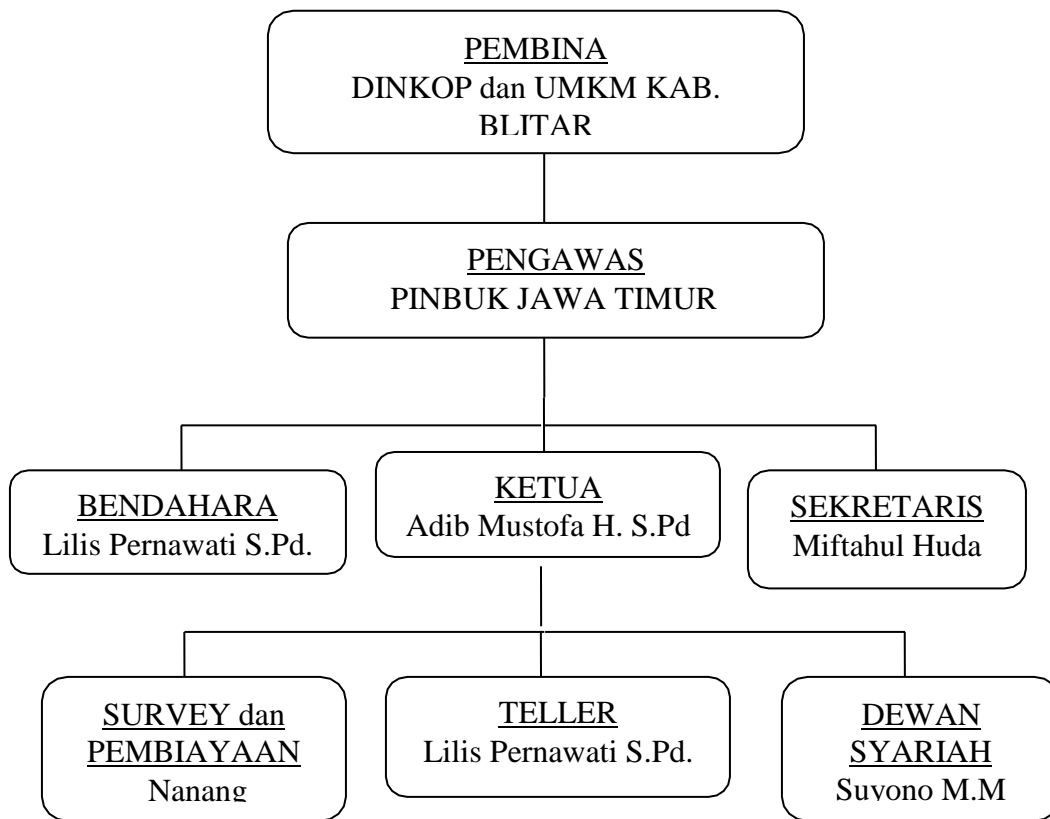 PEMBINA
DINKOP dan UMKM KAB.
BLITAR
PENGAWAS
PINBUK JAWA TIMUR
BENDAHARA
Lilis Pernawati S.Pd.
KETUA
Adib Mustofa H. S.Pd
SEKRETARIS
Miftahul Huda
SURVEY dan
PEMBIAYAAN
Nanang
TELLER
Lilis Pernawati S.Pd.
DEWAN
SYARIAH
Suyono M.M